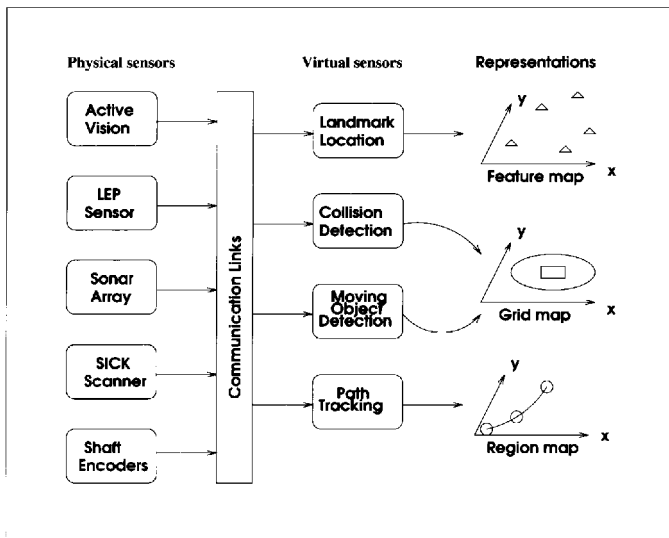 Physical sensors
Virtual sensors
Representations
Active
Vision
LEP
Sensor
Sonar
Array
SICK
Scanner
Shaft
Encoders
Communication Links
Landmark
Location
Collision
Detection
Moving
Object
Detection
Path
Tracking
y
x
Feature map
y
x
Grid map
y
x
Region map